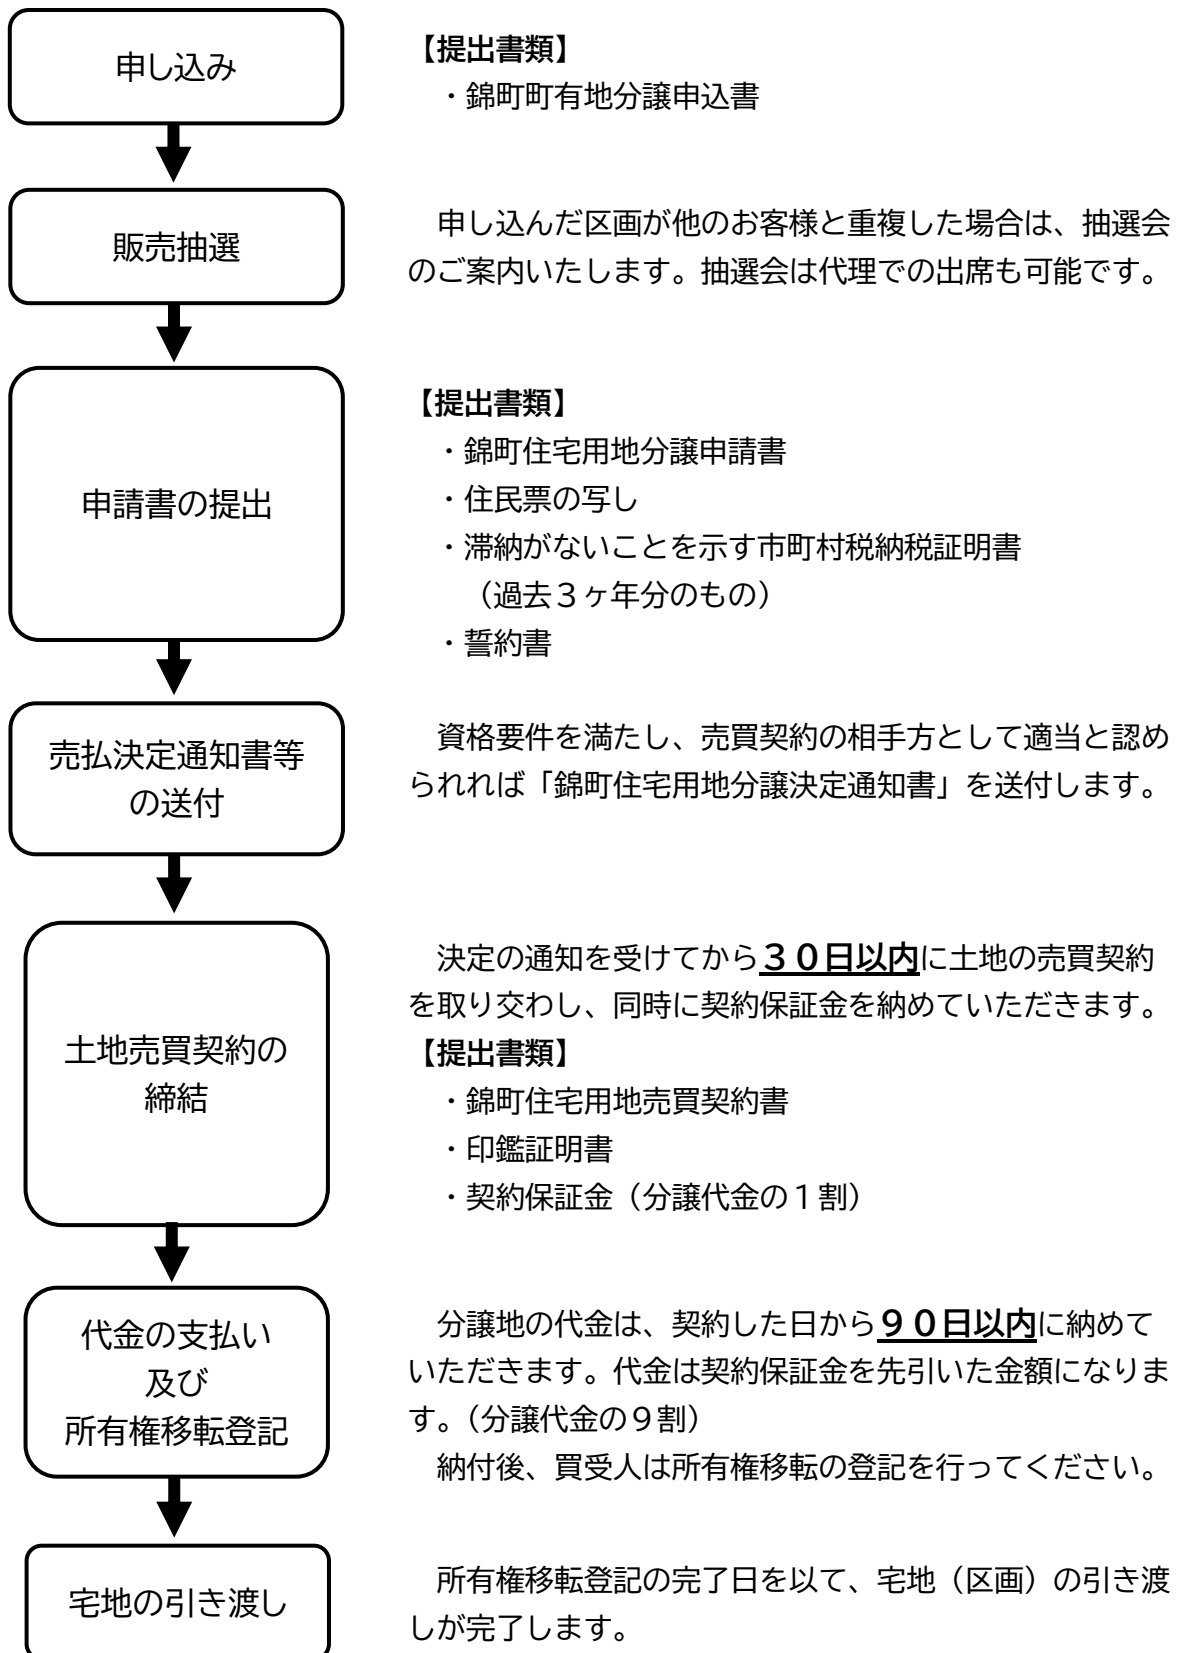 申し込み
【提出書類】
・錦町町有地分譲申込書
販売抽選
申し込んだ区画が他のお客様と重複した場合は、抽選会
のご案内いたします。抽選会は代理での出席も可能です。
申請書の提出
【提出書類】
・錦町住宅用地分譲申請書
・住民票の写し
・滞納がないことを示す市町村税納税証明書
（過去３ヶ年分のもの）
・誓約書
売払決定通知書等
の送付
資格要件を満たし、売買契約の相手方として適当と認め
られれば「錦町住宅用地分譲決定通知書」を送付します。
土地売買契約の
締結
決定の通知を受けてから３０日以内に土地の売買契約
を取り交わし、同時に契約保証金を納めていただきます。
【提出書類】
・錦町住宅用地売買契約書
・印鑑証明書
・契約保証金（分譲代金の１割）
代金の支払い
及び
所有権移転登記
分譲地の代金は、契約した日から９０日以内に納めて
いただきます。代金は契約保証金を先引いた金額になりま
す。（分譲代金の９割）
納付後、買受人は所有権移転の登記を行ってください。
宅地の引き渡し
所有権移転登記の完了日を以て、宅地（区画）の引き渡
しが完了します。